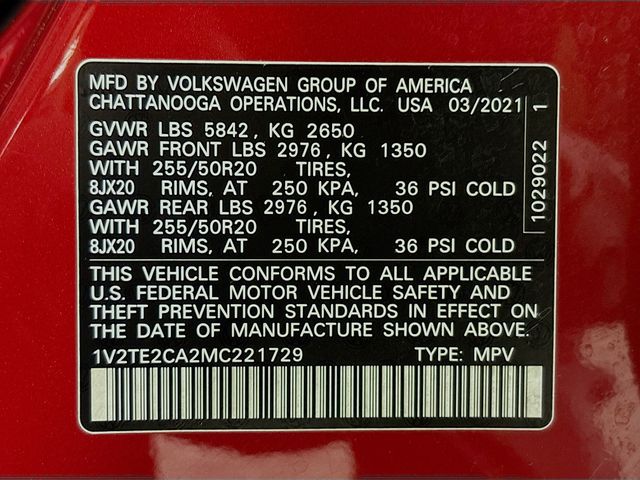 MFD BY VOLKSWAGEN GROUP OF AMERICA
CHATTANOOGA OPERATIONS, LLC. USA 03/2021
GVWR LBS 5842, KG 2650
GAWR FRONT LBS 2976, KG 1350
WITH 255/50R20 TIRES,
8JX20 RIMS, AT 250 KPA, 36 PSI COLD
GAWR REAR LBS 2976, KG 1350
WITH 255/50R20 TIRES,
8JX20 RIMS, AT 250 KPA, 36 PSI COLD
THIS VEHICLE CONFORMS TO ALL APPLICABLE
U.S. FEDERAL MOTOR VEHICLE SAFETY AND
THEFT PREVENTION STANDARDS IN EFFECT ON
THE DATE OF MANUFACTURE SHOWN ABOVE.
1V2TE2CA2MC221729 TYPE: MPV
1029022 1